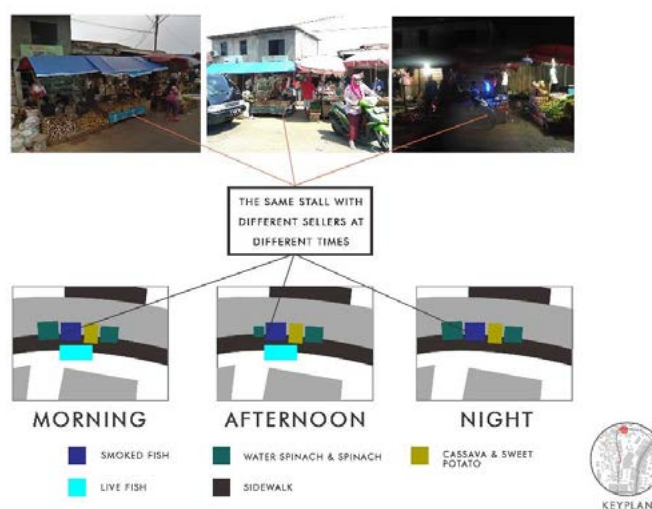 THE SAME STALL WITH
DIFFERENT SELLERS AT
DIFFERENT TIMES
MORNING
AFTERNOON
NIGHT
SMOKED FISH
WATER SPINACH & SPINACH
CASSAVA & SWEET
POTATO
LIVE FISH
SIDEWALK
KEYPLAN